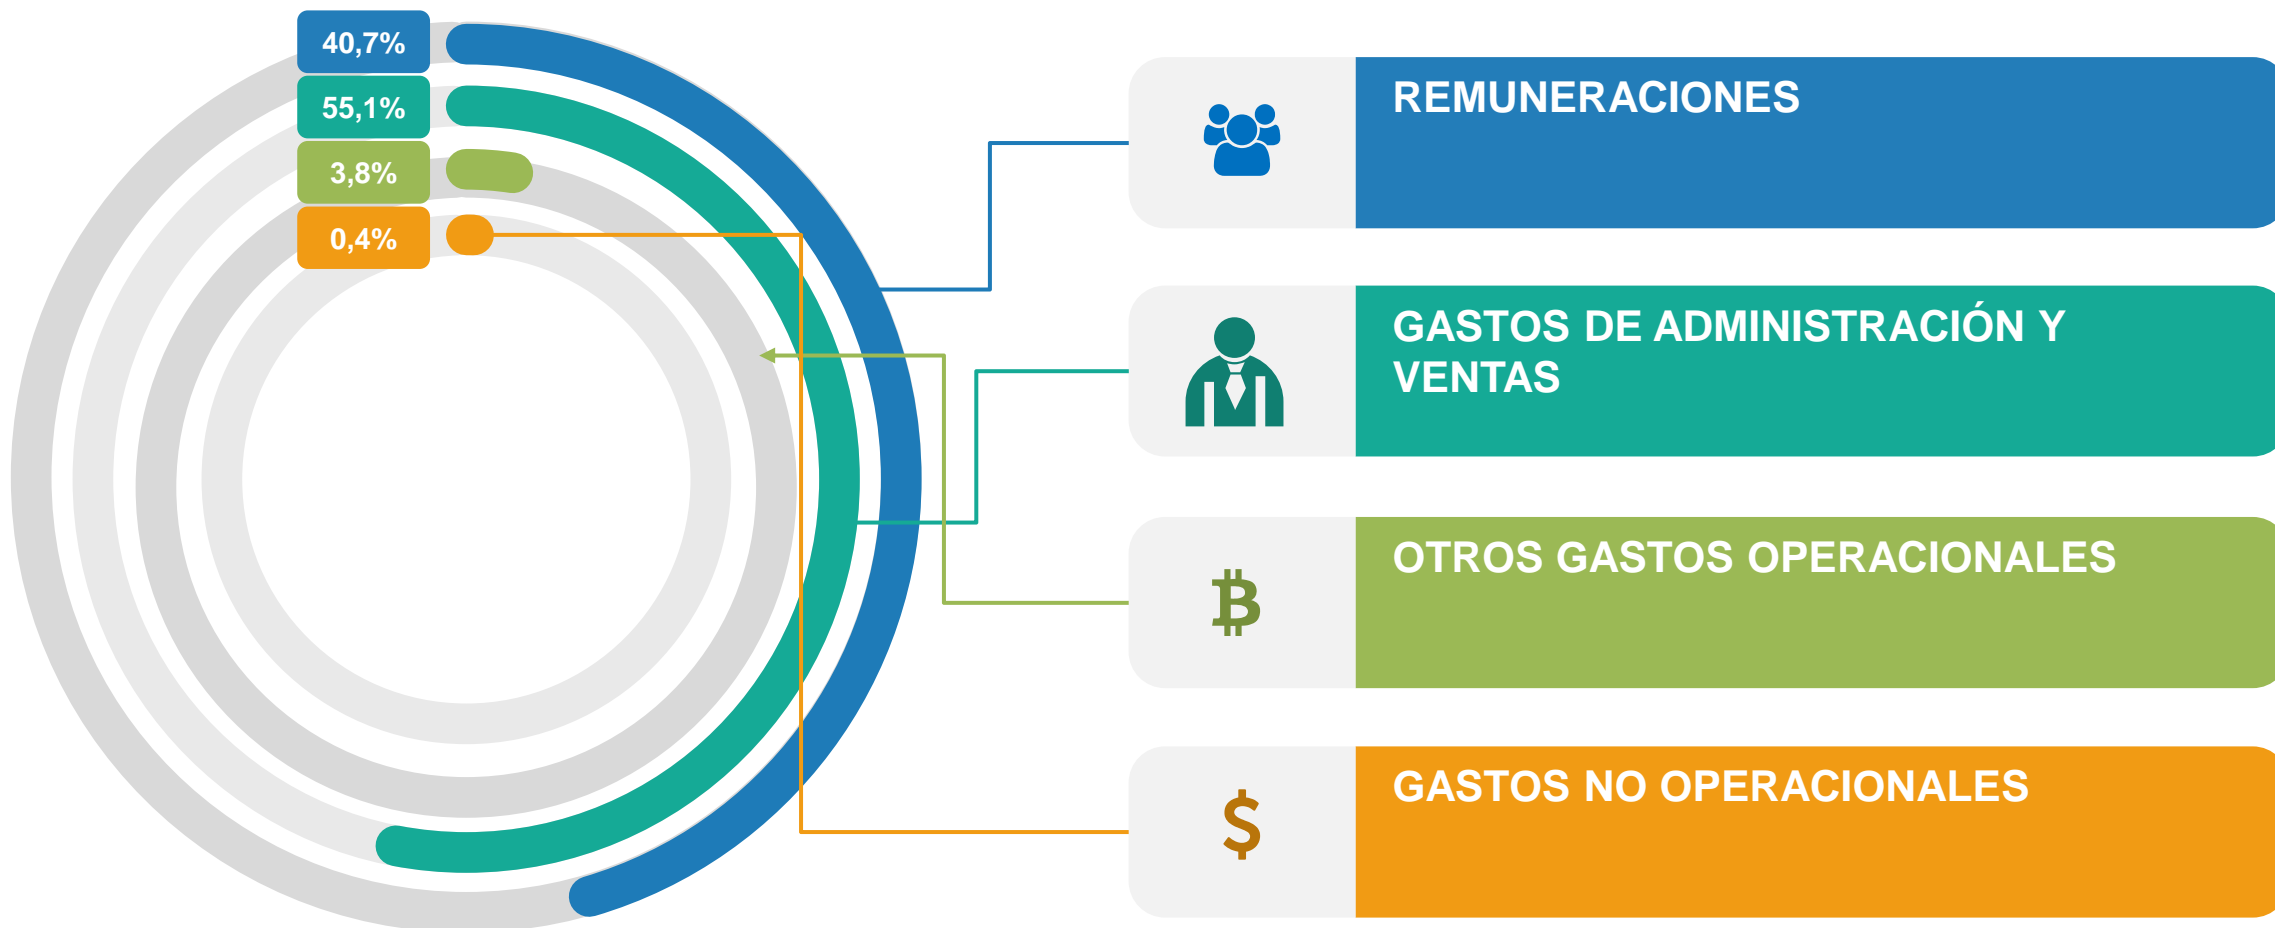 40,7%
55,1%
3,8%
0,4%
REMUNERACIONES
GASTOS DE ADMINISTRACIÓN Y
VENTAS
OTROS GASTOS OPERACIONALES
GASTOS NO OPERACIONALES